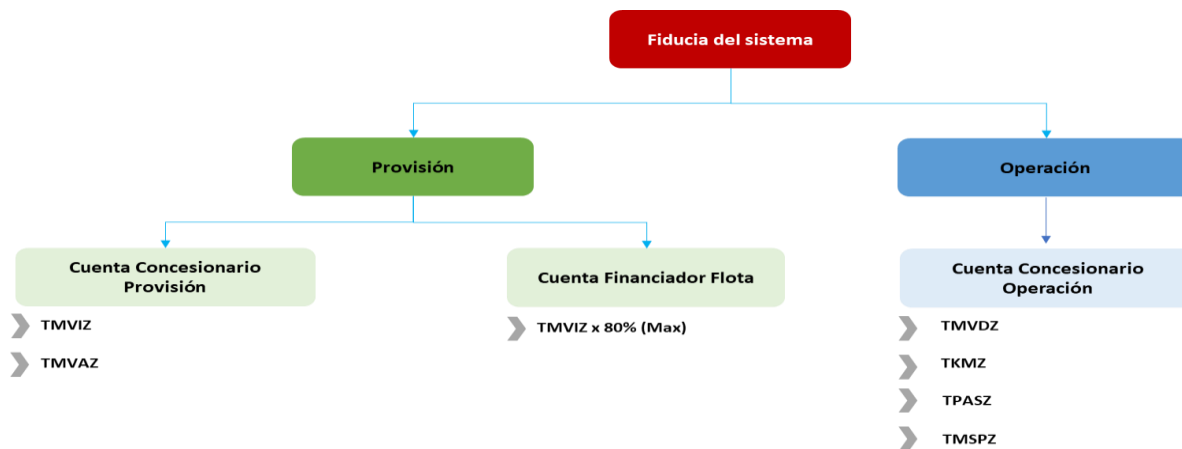 Fiducia del sistema
Provisión
Operación
Cuenta Concesionario
Provisión
TMVIZ
TMVAZ
Cuenta Financiador Flota
TMVIZ x 80% (Max)
Cuenta Concesionario
Operación
TMVDZ
TKMZ
TPASZ
TMSPZ